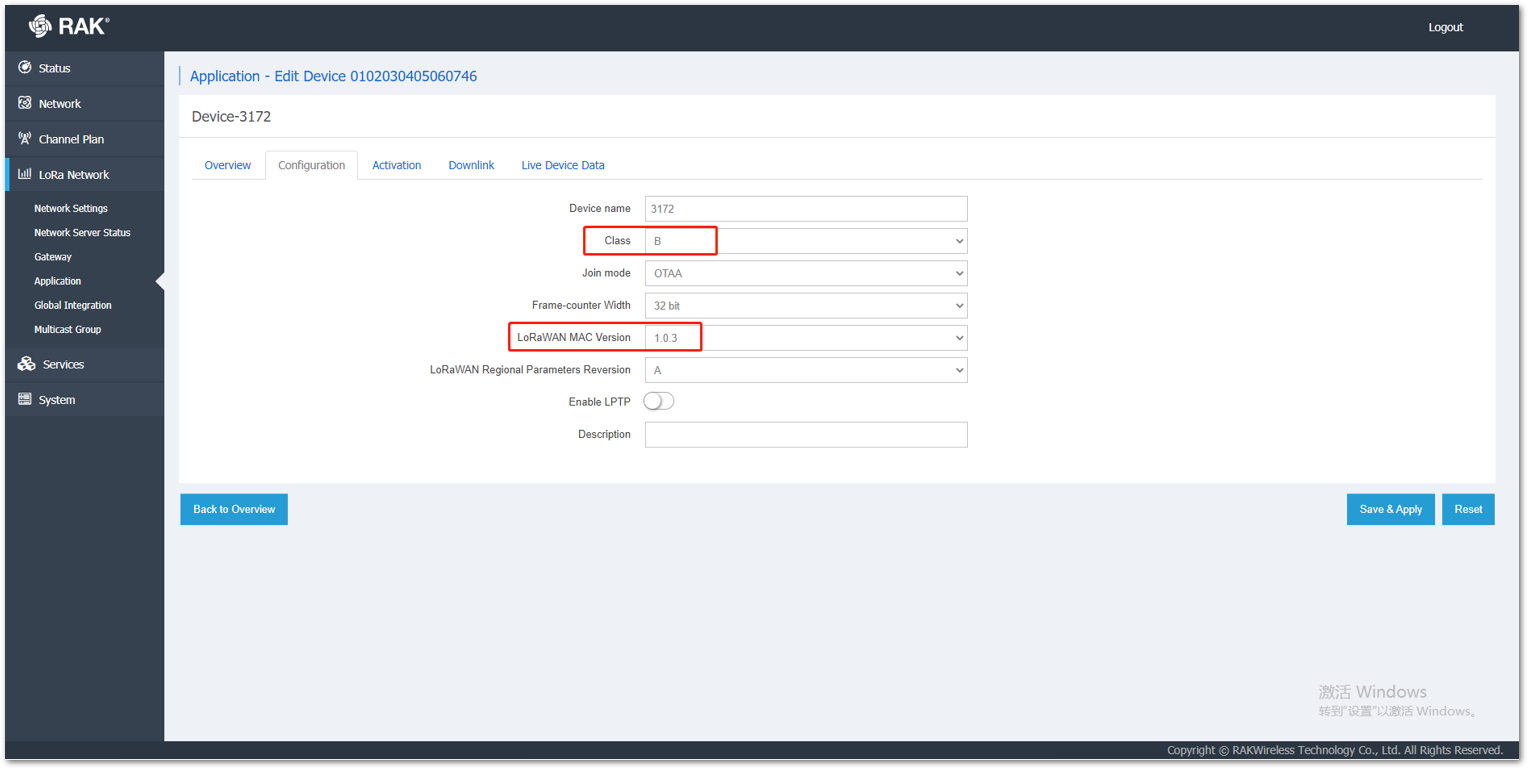 RAK®
Logout
Status
Network
Channel Plan
LoRa Network
Network Settings
Network Server Status
Gateway
Application
Global Integration
Multicast Group
Services
System
Application - Edit Device 0102030405060746
Device-3172
Overview Configuration Activation Downlink Live Device Data
Device name 3172
Class B
Join mode OTAA
Frame-counter Width 32 bit
LoRaWAN MAC Version 1.0.3
LoRaWAN Regional Parameters Reversion A
Enable LPTP
Description
Back to Overview Save & Apply Reset
激活 Windows
转到"设置"以激活 Windows。
Copyright © RAKWireless Technology Co., Ltd. All Rights Reserved.